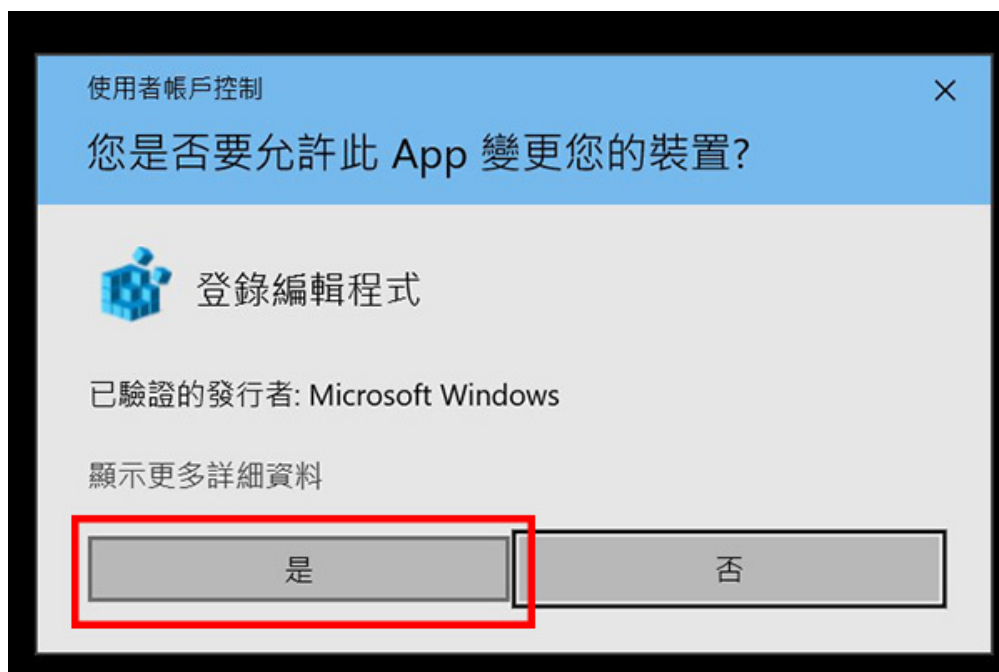 使用者帳戶控制
您是否要允許此 App 變更您的裝置?
登錄編輯程式
已驗證的發行者: Microsoft Windows
顯示更多詳細資料
是
否